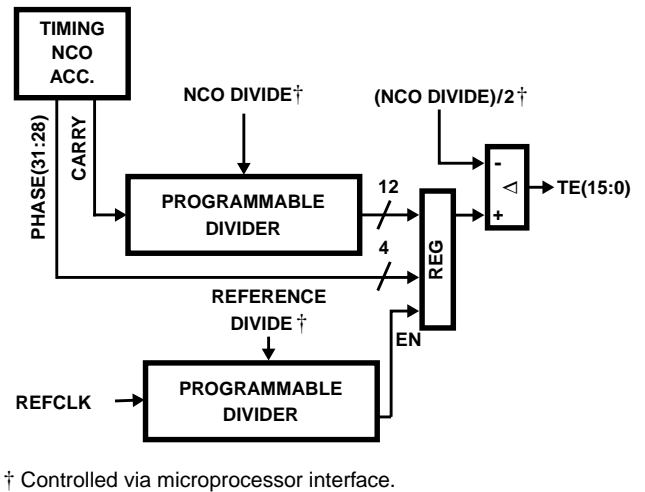 TIMING
NCO
ACC.
NCO DIVIDE†
(NCO DIVIDE)/2†
PHASE(31:28)
CARRY
-
Δ
+
TE(15:0)
PROGRAMMABLE
DIVIDER
12
4
REG
REFERENCE
DIVIDE†
EN
REFCLK
PROGRAMMABLE
DIVIDER
† Controlled via microprocessor interface.